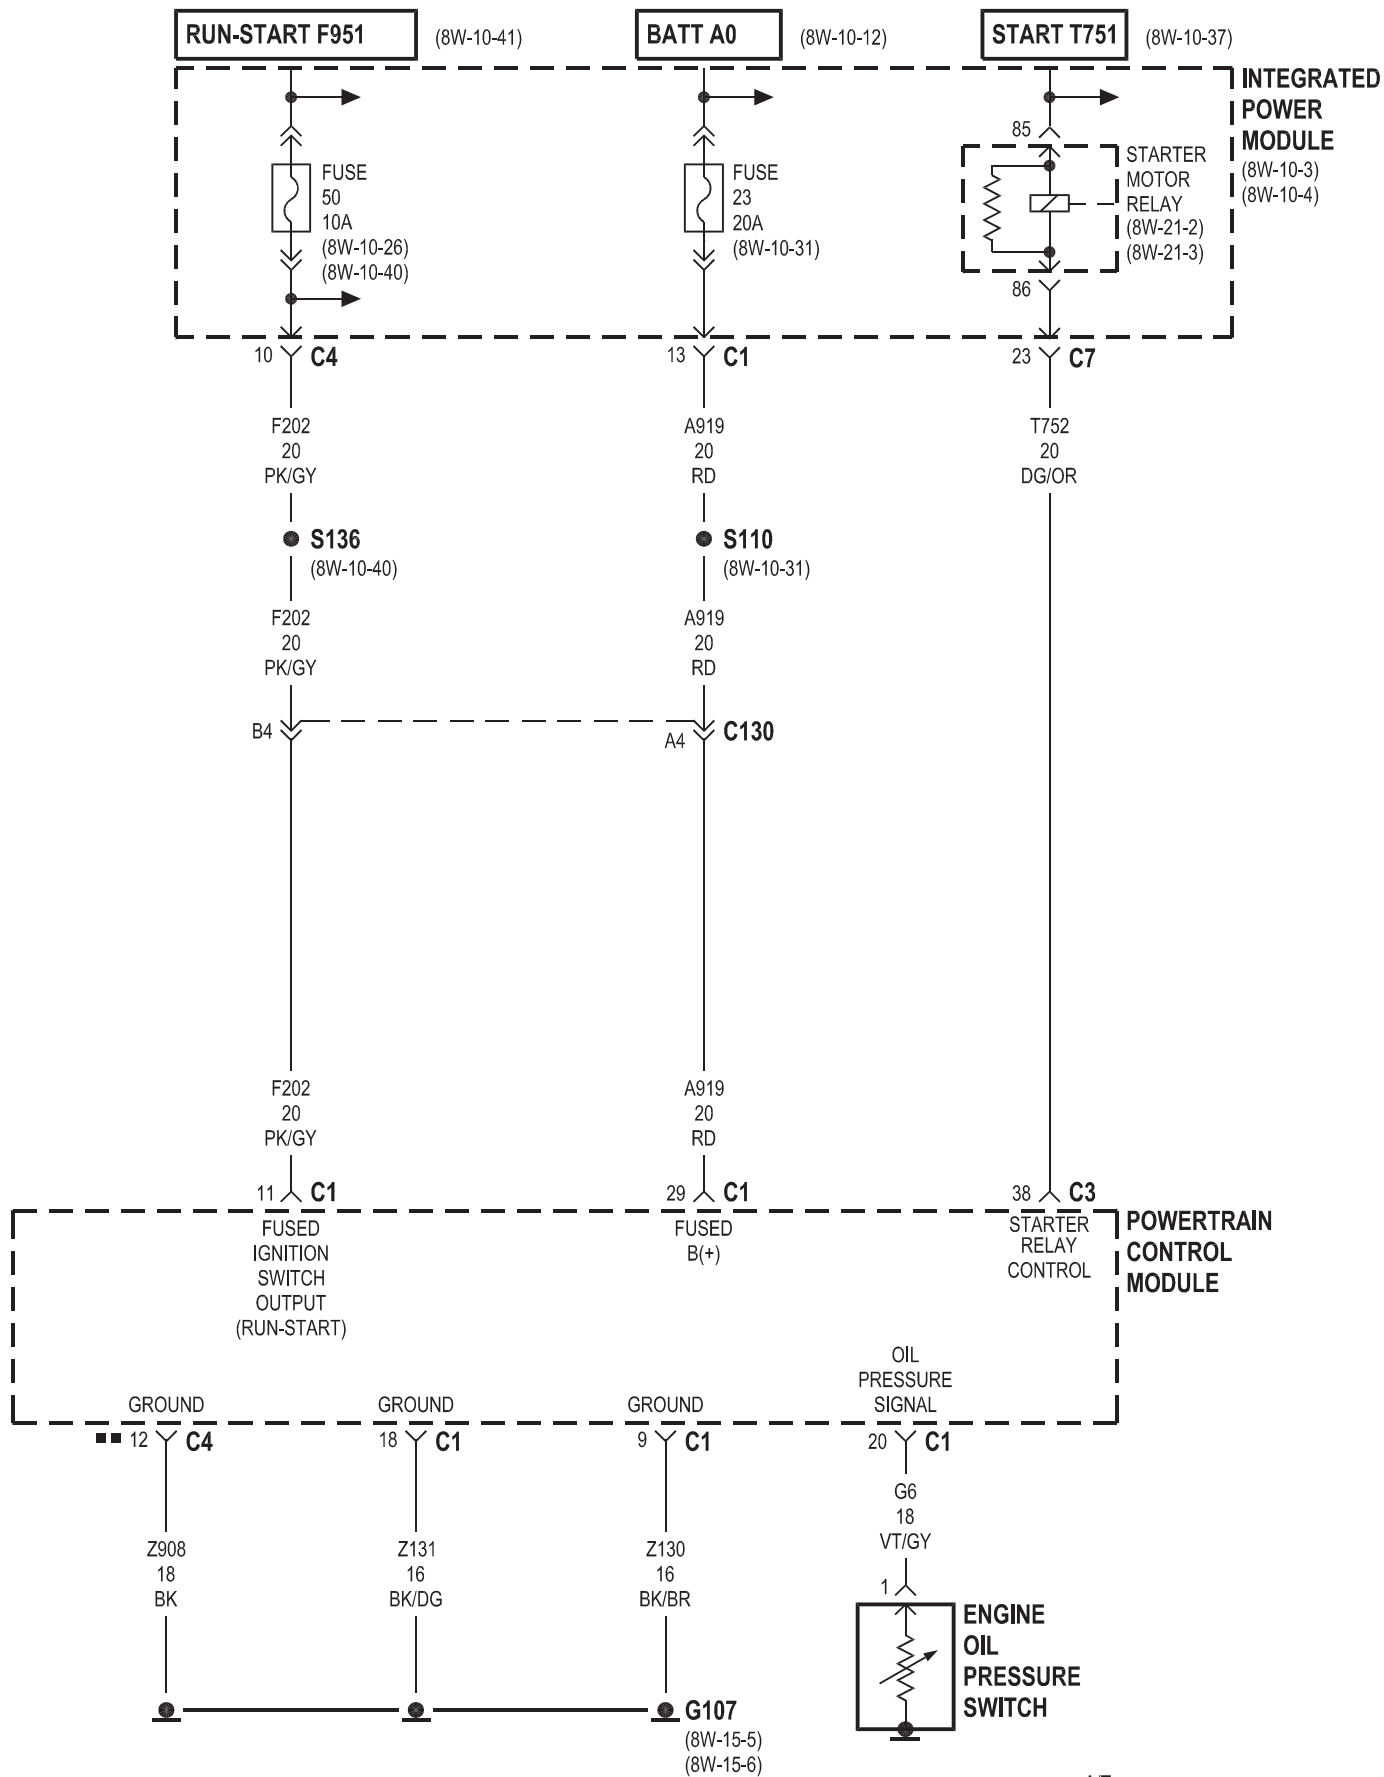 RUN-START F951 (8W-10-41)
BATT A0 (8W-10-12)
START T751 (8W-10-37)
INTEGRATED
POWER
MODULE
(8W-10-3)
(8W-10-4)
FUSE
50
10A
(8W-10-26)
(8W-10-40)
FUSE
23
20A
(8W-10-31)
85
STARTER
MOTOR
RELAY
(8W-21-2)
(8W-21-3)
86
10 C4
13 C1
23 C7
F202
20
PK/GY
A919
20
RD
T752
20
DG/OR
S136
(8W-10-40)
S110
(8W-10-31)
F202
20
PK/GY
A919
20
RD
B4
A4 C130
F202
20
PK/GY
A919
20
RD
11 C1
29 C1
38 C3
FUSED
IGNITION
SWITCH
OUTPUT
(RUN-START)
FUSED
B(+)
STARTER
RELAY
CONTROL
POWERTRAIN
CONTROL
MODULE
GROUND
GROUND
GROUND
OIL
PRESSURE
SIGNAL
12 C4
18 C1
9 C1
20 C1
Z908
18
BK
Z131
16
BK/DG
Z130
16
BK/BR
G6
18
VT/GY
1
ENGINE
OIL
PRESSURE
SWITCH
G107
(8W-15-5)
(8W-15-6)